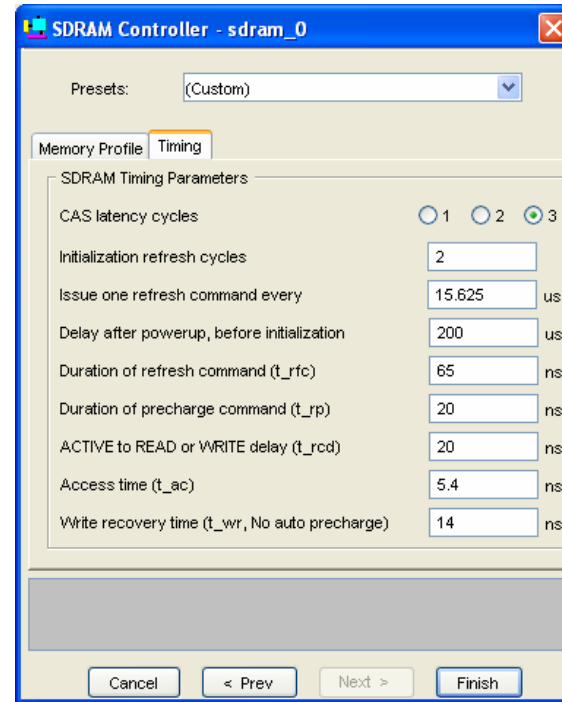 SDRAM Controller - sdram_0
Presets: (Custom)
Memory Profile Timing
SDRAM Timing Parameters
CAS latency cycles 1 2 3
Initialization refresh cycles 2
Issue one refresh command every 15.625 us
Delay after powerup, before initialization 200 us
Duration of refresh command (t_rfc) 65 ns
Duration of precharge command (t_rp) 20 ns
ACTIVE to READ or WRITE delay (t_rcd) 20 ns
Access time (t_ac) 5.4 ns
Write recovery time (t_wr, No auto precharge) 14 ns
Cancel < Prev Next > Finish